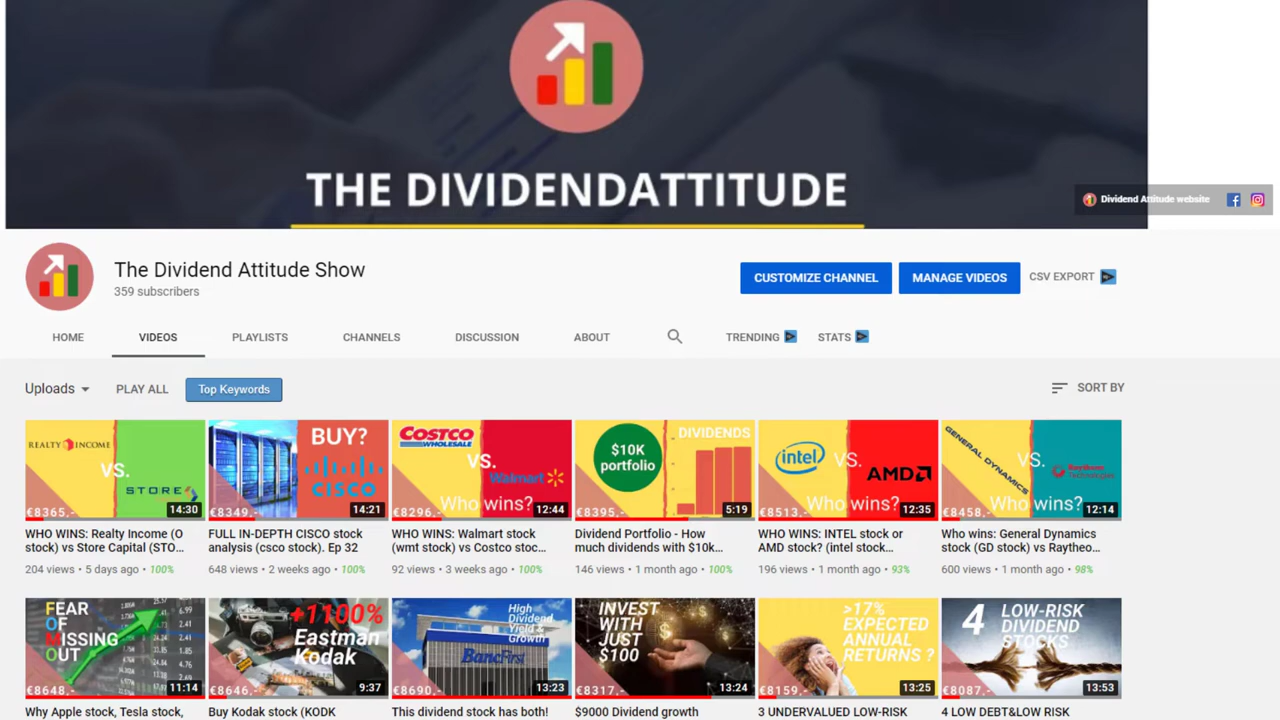 THE DIVIDENDATTITUDE
Dividend Attitude website
The Dividend Attitude Show
359 subscribers
CUSTOMIZE CHANNEL
MANAGE VIDEOS
CSV EXPORT
HOME
VIDEOS
PLAYLISTS
CHANNELS
DISCUSSION
ABOUT
TRENDING
STATS
Uploads
PLAY ALL
Top Keywords
SORT BY
REALTY INCOME
VS.
STORE
€8365,-
14:30
BUY?
CISCO
€8349,-
14:21
COSTCO
WHOLESALE
VS.
Walmart
Who wins?
€8296,-
12:44
$10K
portfolio
DIVIDENDS
€8395,-
5:19
intel
VS.
AMD
Who wins?
€8513,-
12:35
GENERAL DYNAMICS
VS.
Raytheon
Technologies
Who wins?
€8458,-
12:14
WHO WINS: Realty Income (O
stock) vs Store Capital (STO...
204 views • 5 days ago • 100%
FULL IN-DEPTH CISCO stock
analysis (csco stock). Ep 32
648 views • 2 weeks ago • 100%
WHO WINS: Walmart stock
(wmt stock) vs Costco stoc...
92 views • 3 weeks ago • 100%
Dividend Portfolio - How
much dividends with $10k...
146 views • 1 month ago • 100%
WHO WINS: INTEL stock or
AMD stock? (intel stock...
196 views • 1 month ago • 93%
Who wins: General Dynamics
stock (GD stock) vs Raytheo...
600 views • 1 month ago • 98%
FEAR
OF
MISSING
OUT
€8648,-
11:14
+1100%
Eastman
Kodak
€8646,-
9:37
High
Dividend
Yield &
Growth
BancFirst
€8690,-
13:23
INVEST
WITH
JUST
$100
€8317,-
13:24
>17%
EXPECTED
ANNUAL
RETURNS ?
€8159,-
13:25
4
LOW-RISK
DIVIDEND
STOCKS
€8087,-
13:53
Why Apple stock, Tesla stock,
Buy Kodak stock (KODK
This dividend stock has both!
$9000 Dividend growth
3 UNDERVALUED LOW-RISK
4 LOW DEBT&LOW RISK